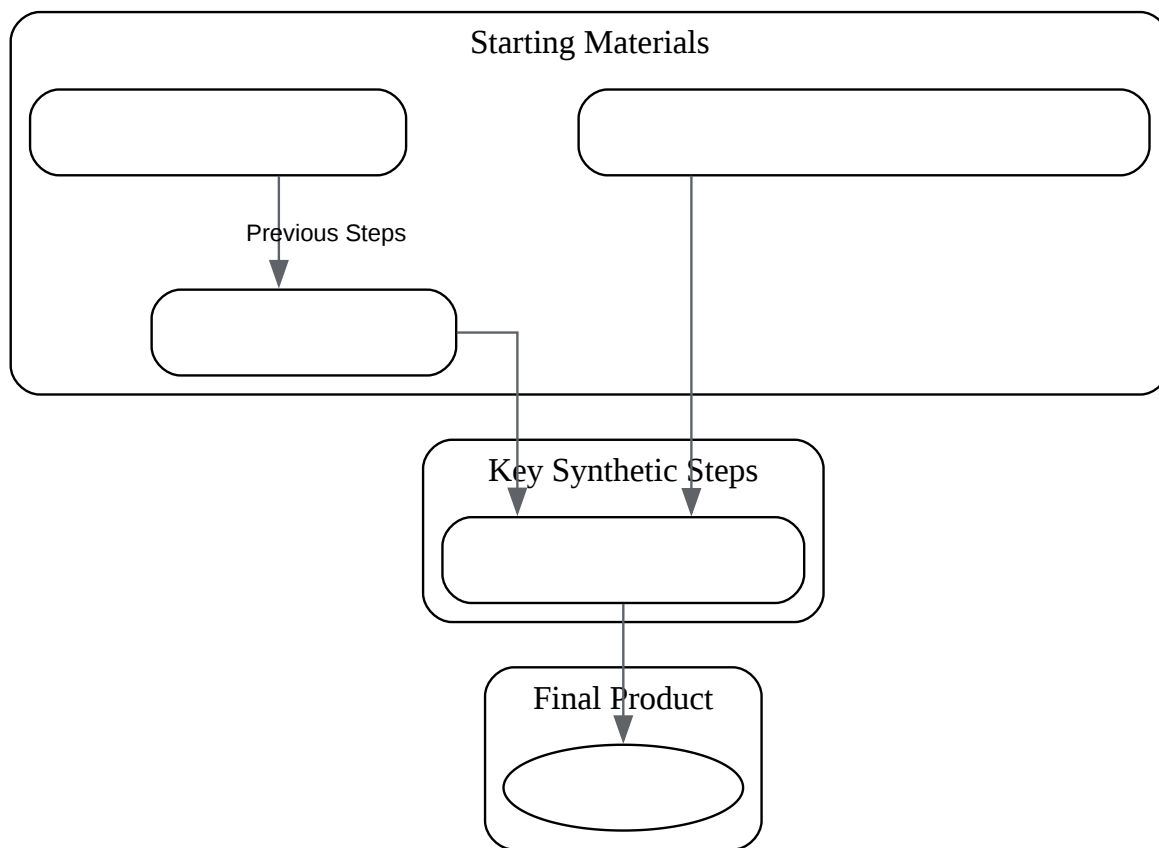 Starting Materials
Previous Steps
Key Synthetic Steps
Final Product